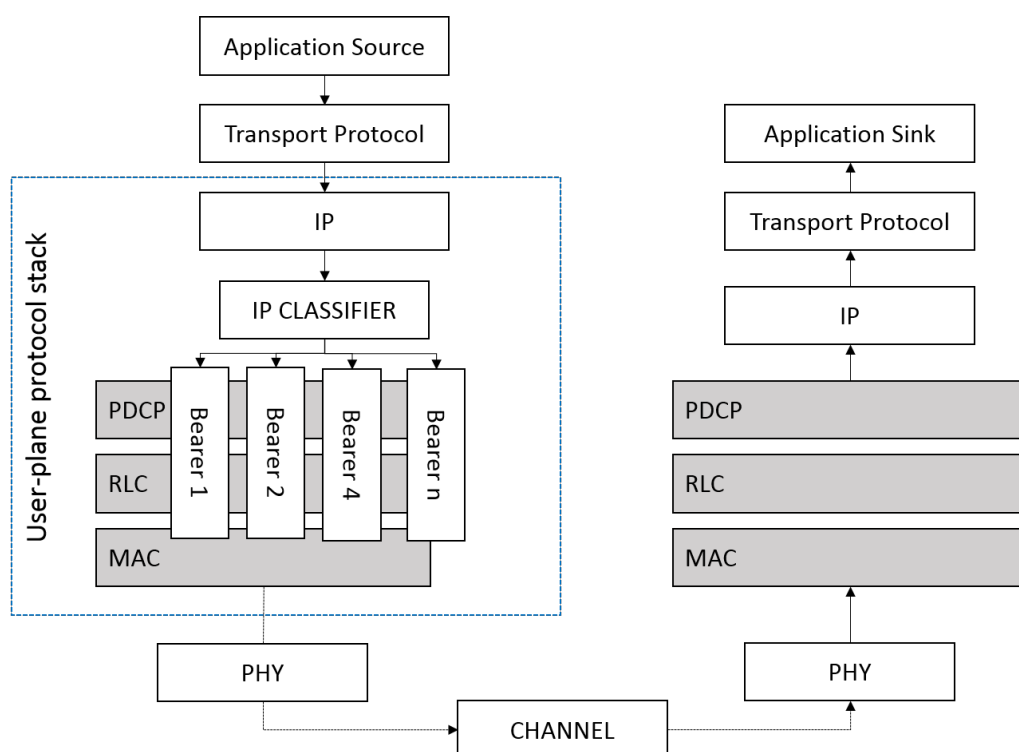 Application Source
Transport Protocol
IP
IP CLASSIFIER
User-plane protocol stack
PDCP
RLC
MAC
Bearer 1
Bearer 2
Bearer 4
Bearer n
PHY
CHANNEL
Application Sink
Transport Protocol
IP
PDCP
RLC
MAC
PHY